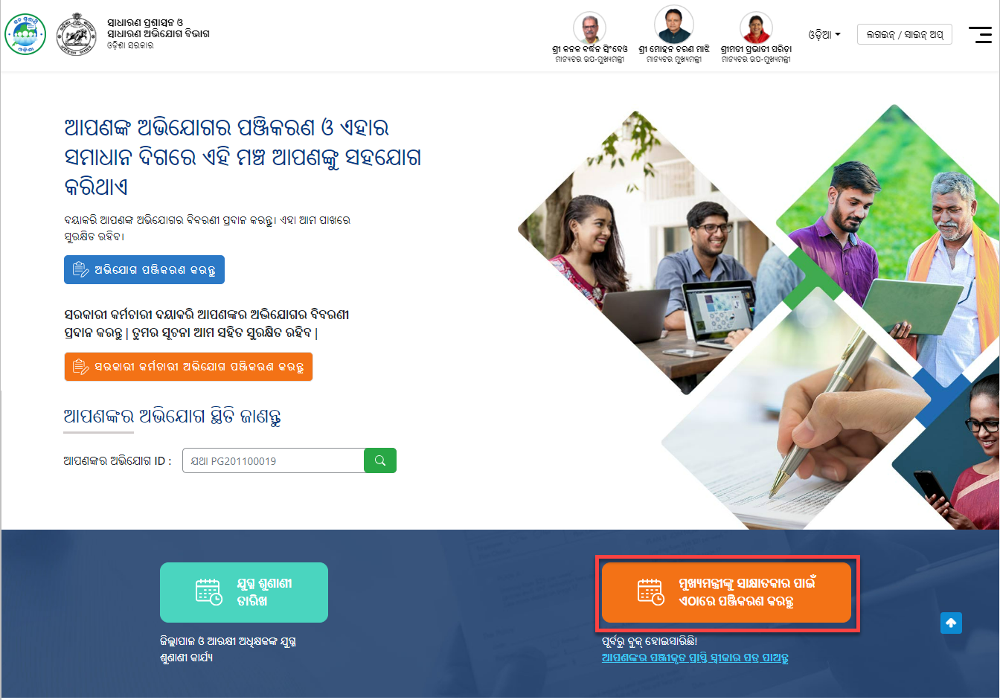 ଜନ ଶୁଣାଣି
ଓଡ଼ିଶା
ସାଧାରଣ ପ୍ରଶାସନ ଓ
ସାଧାରଣ ଅଭିଯୋଗ ବିଭାଗ
ଓଡ଼ିଶା ସରକାର
ଶ୍ରୀ କନକ ବର୍ଦ୍ଧନ ସିଂଦେଓ
ମାନ୍ୟବର ଉପ-ମୁଖ୍ୟମନ୍ତ୍ରୀ
ଶ୍ରୀ ମୋହନ ଚରଣ ମାଝି
ମାନ୍ୟବର ମୁଖ୍ୟମନ୍ତ୍ରୀ
ଶ୍ରୀମତୀ ପ୍ରଭାତୀ ପରିଡ଼ା
ମାନ୍ୟବର ଉପ-ମୁଖ୍ୟମନ୍ତ୍ରୀ
ଓଡ଼ିଆ
ଲଗଇନ୍ / ସାଇନ୍ ଅପ୍
ଆପଣଙ୍କ ଅଭିଯୋଗର ପଞ୍ଜିକରଣ ଓ ଏହାର
ସମାଧାନ ଦିଗରେ ଏହି ମଞ୍ଚ ଆପଣଙ୍କୁ ସହଯୋଗ
କରିଥାଏ
ଦୟାକରି ଆପଣଙ୍କ ଅଭିଯୋଗର ବିବରଣୀ ପ୍ରଦାନ କରନ୍ତୁ। ଏହା ଆମ ପାଖରେ
ସୁରକ୍ଷିତ ରହିବ।
ଅଭିଯୋଗ ପଞ୍ଜିକରଣ କରନ୍ତୁ
ସରକାରୀ କର୍ମଚାରୀ ଦୟାକରି ଆପଣଙ୍କର ଅଭିଯୋଗର ବିବରଣୀ
ପ୍ରଦାନ କରନ୍ତୁ | ତୁମର ସୂଚନା ଆମ ସହିତ ସୁରକ୍ଷିତ ରହିବ |
ସରକାରୀ କର୍ମଚାରୀ ଅଭିଯୋଗ ପଞ୍ଜିକରଣ କରନ୍ତୁ
ଆପଣଙ୍କର ଅଭିଯୋଗ ସ୍ଥିତି ଜାଣନ୍ତୁ
ଆପଣଙ୍କର ଅଭିଯୋଗ ID :
ଯଥା PG201100019
ଯୁଗ୍ମ ଶୁଣାଣୀ
ତାରିଖ
ଜିଲ୍ଲାପାଳ ଓ ଆରକ୍ଷୀ ଅଧିକ୍ଷକଙ୍କ ଯୁଗ୍ମ
ଶୁଣାଣୀ କାର୍ଯ୍ୟ
ମୁଖ୍ୟମନ୍ତ୍ରୀଙ୍କୁ ସାକ୍ଷାତକାର ପାଇଁ
ଏଠାରେ ପଞ୍ଜିକରଣ କରନ୍ତୁ
ପୂର୍ବରୁ ବୁକ୍ ହୋଇସାରିଛି!
ଆପଣଙ୍କର ପଞ୍ଜୀକୃତ ପ୍ରାପ୍ତି ସ୍ୱୀକାର ପତ୍ର ପାଅନ୍ତୁ